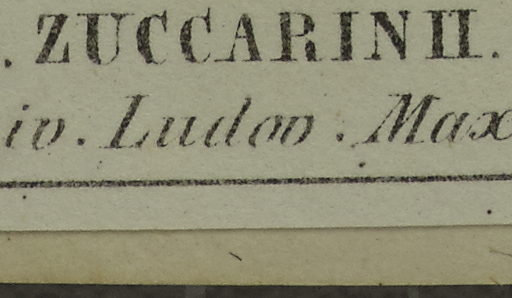 . ZUCCARINII.
iv. Ludov. Max